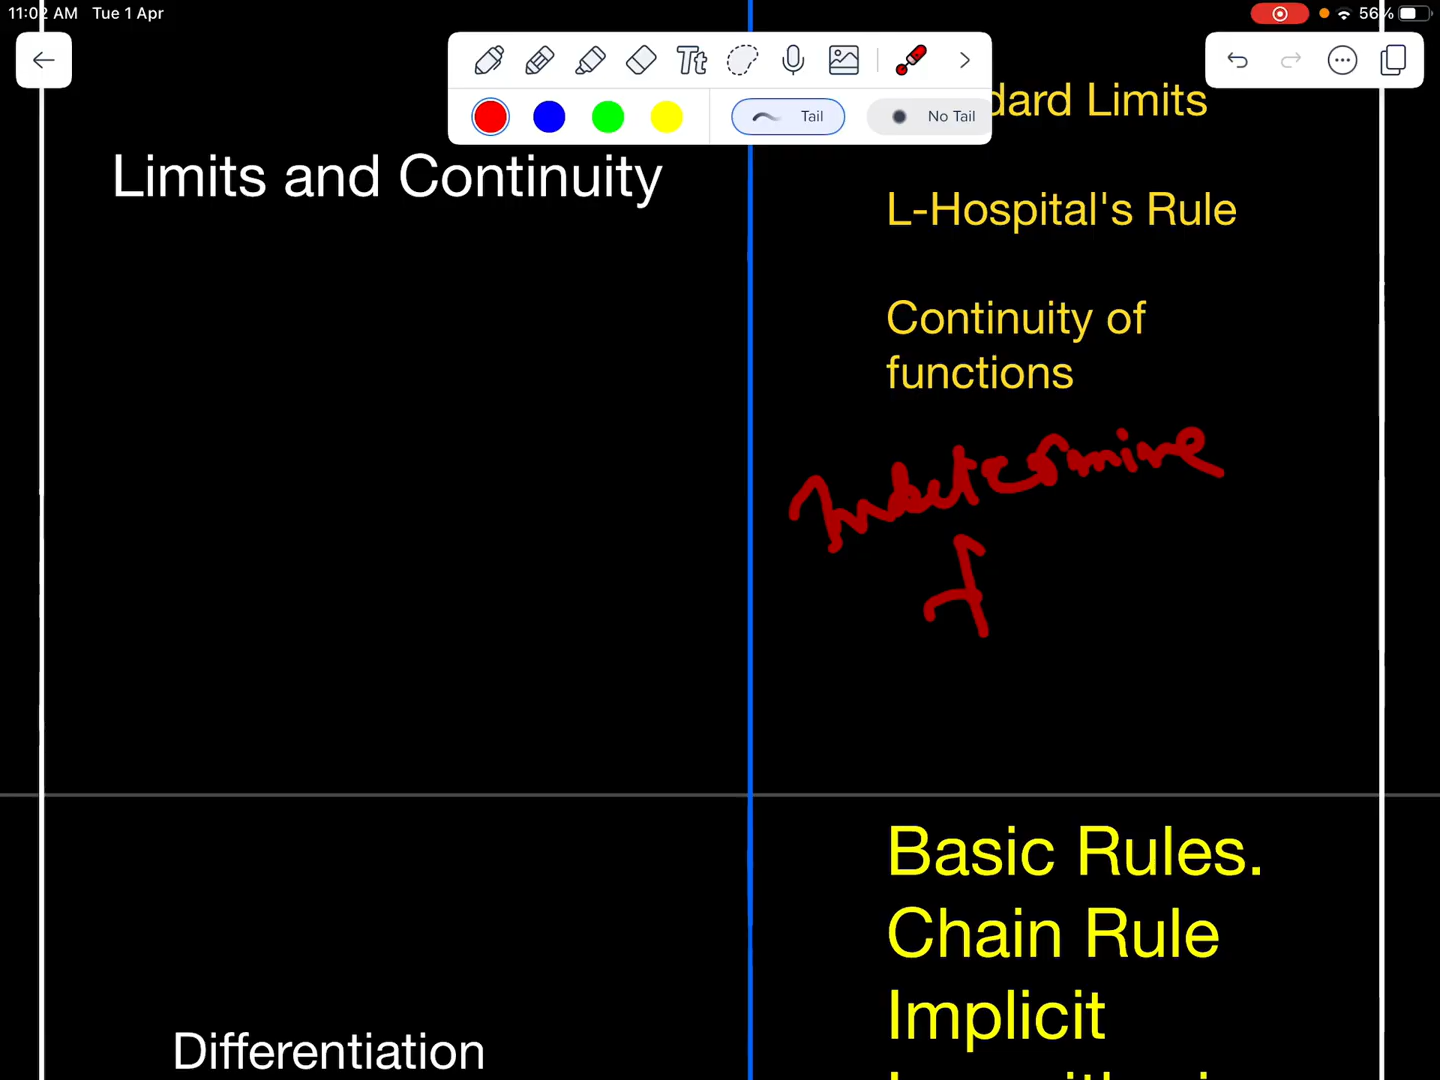 11:02 AM Tue 1 Apr
56%
Tt
Tail
No Tail
dard Limits
Limits and Continuity
L-Hospital's Rule
Continuity of
functions
Indetermine
f
Basic Rules.
Chain Rule
Implicit
Differentiation